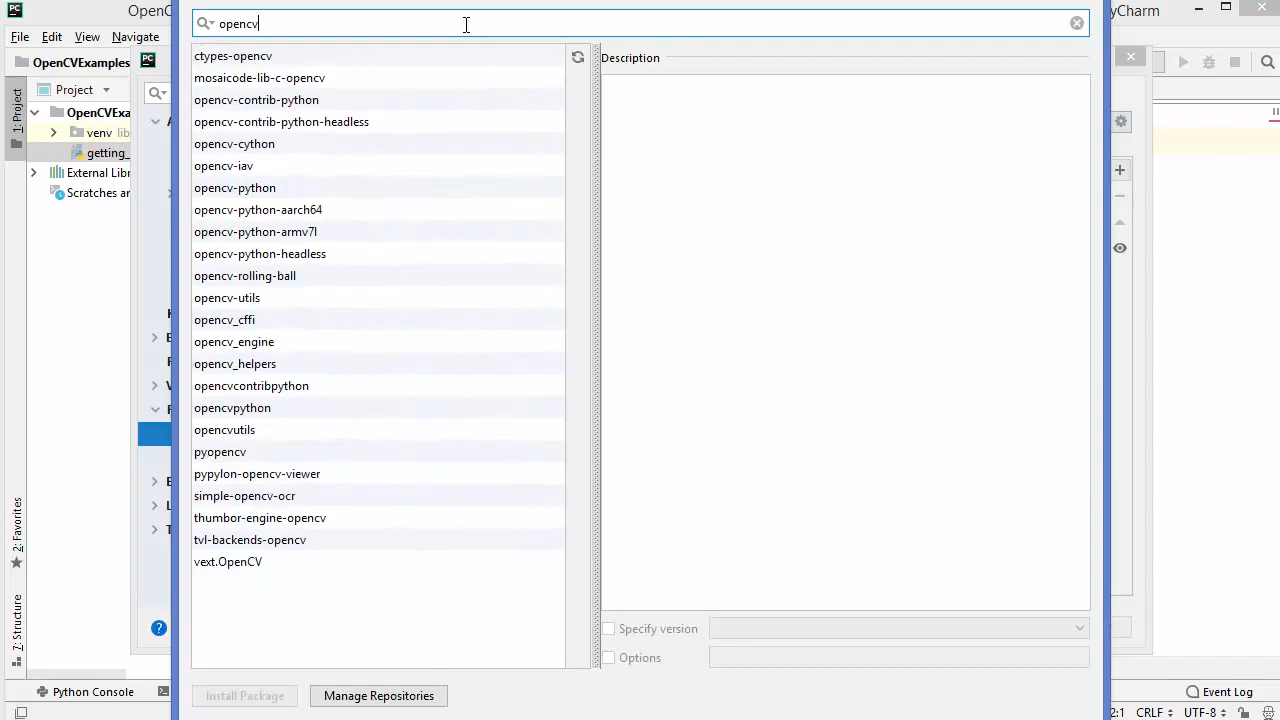 OpenC
yCharm
File Edit View Navigate
OpenCVExamples
Project
1: Project
OpenCVExa
venv lib
getting_
External Libr
Scratches ar
opencv
ctypes-opencv
mosaicode-lib-c-opencv
opencv-contrib-python
opencv-contrib-python-headless
opencv-cython
opencv-iav
opencv-python
opencv-python-aarch64
opencv-python-armv7l
opencv-python-headless
opencv-rolling-ball
opencv-utils
opencv_cffi
opencv_engine
opencv_helpers
opencvcontribpython
opencvpython
opencvutils
pyopencv
pypylon-opencv-viewer
simple-opencv-ocr
thumbor-engine-opencv
tvl-backends-opencv
vext.OpenCV
Description
Specify version
Options
Install Package Manage Repositories
2: Favorites
7: Structure
Python Console
Event Log
2:1 CRLF UTF-8